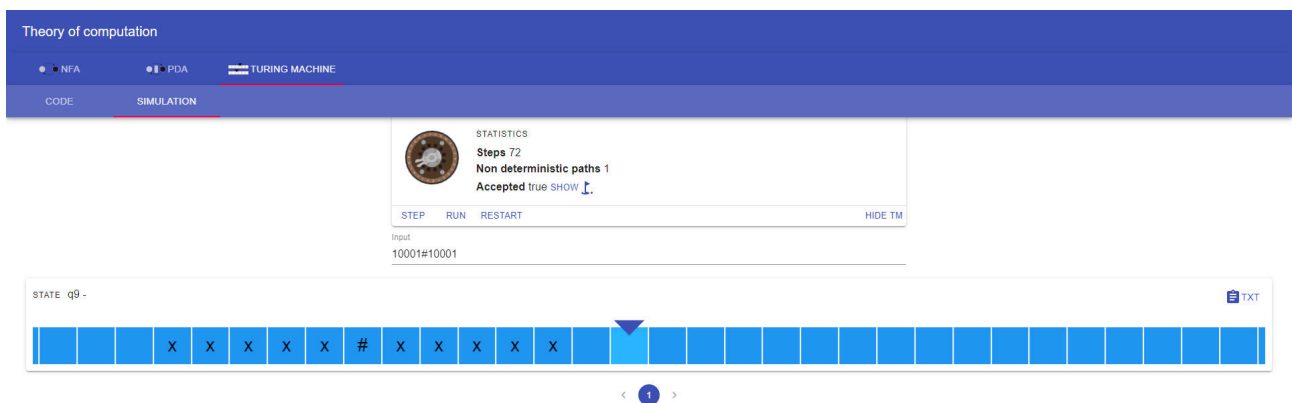 Theory of computation
NFA PDA TURING MACHINE
CODE SIMULATION
STATISTICS
Steps 72
Non deterministic paths 1
Accepted true SHOW
STEP RUN RESTART HIDE TM
Input
10001#10001
STATE q9 -
TXT
x x x x x # x x x x x
< 1 >